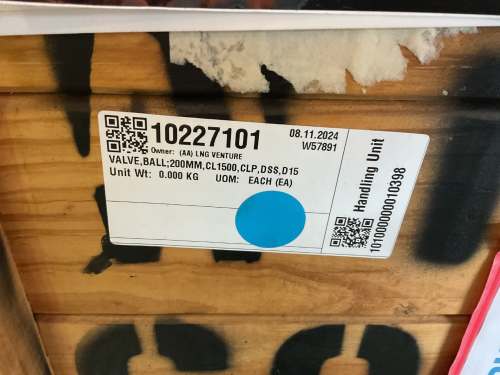 10227101
08.11.2024
Owner: (AA) LNG VENTURE
W57891
VALVE,BALL;200MM,CL1500,CLP,DSS,D15
Unit Wt: 0.000 KG UOM: EACH (EA)
Handling Unit
101000000010398